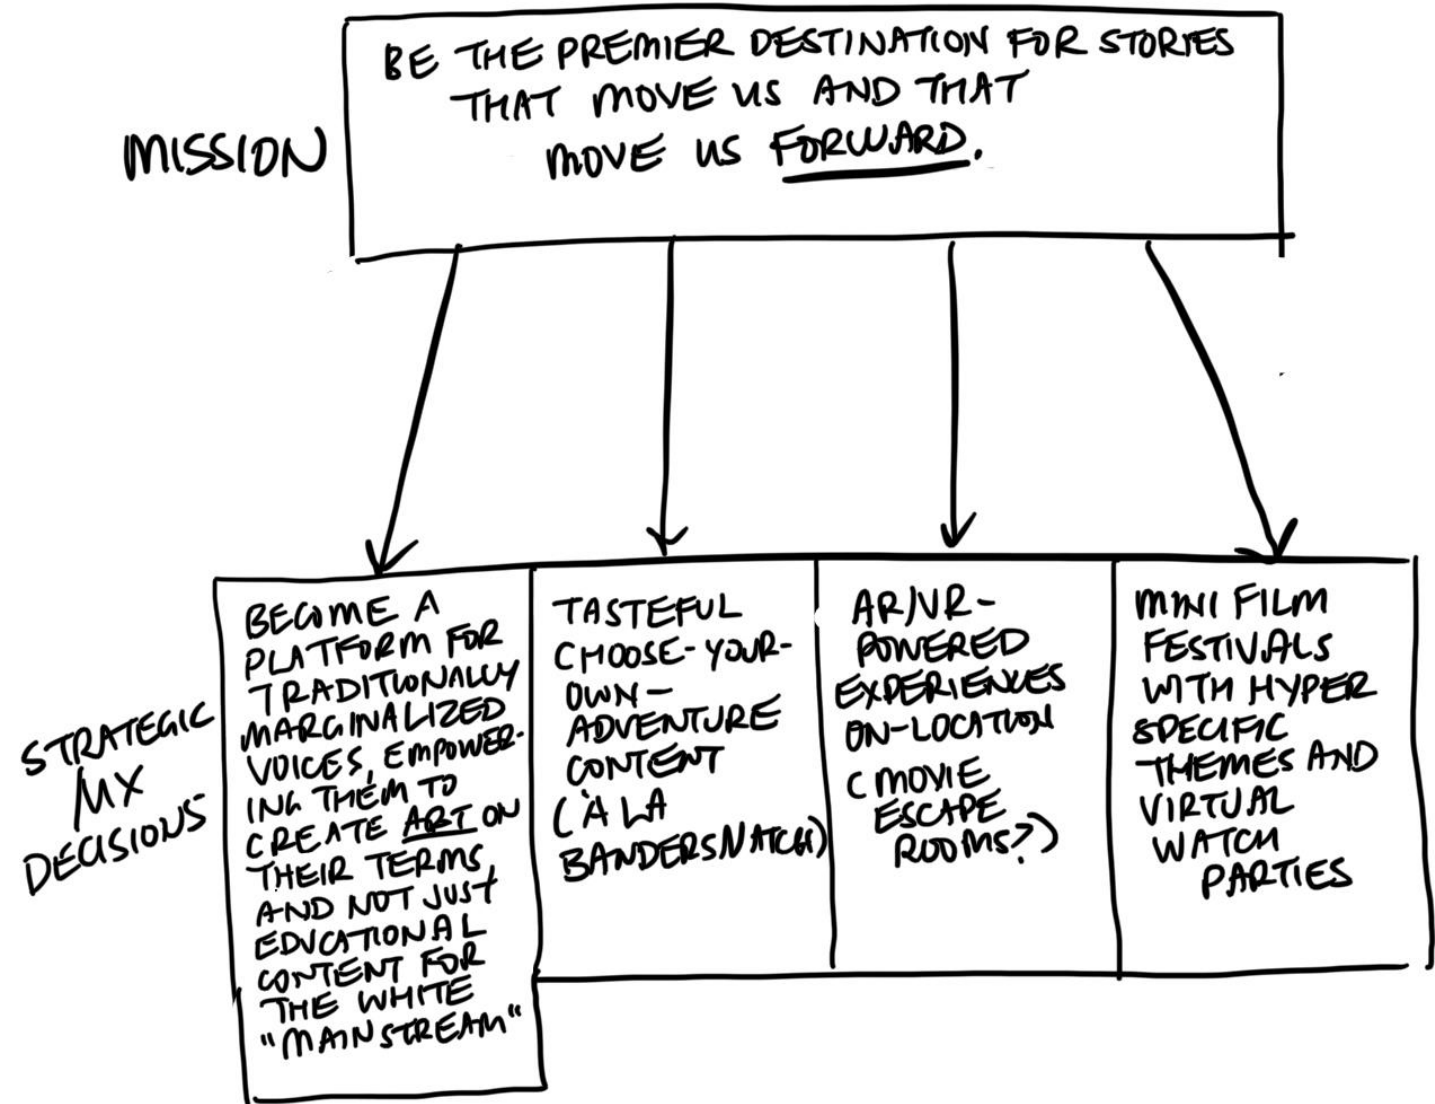 MISSION
BE THE PREMIER DESTINATION FOR STORIES
THAT MOVE US AND THAT
MOVE US FORWARD.
STRATEGIC
MX
DECISIONS
BECOME A
PLATFORM FOR
TRADITIONALLY
MARGINALIZED
VOICES, EMPOWER-
ING THEM TO
CREATE ART ON
THEIR TERMS,
AND NOT JUST
EDUCATIONAL
CONTENT FOR
THE WHITE
"MAINSTREAM"
TASTEFUL
CHOOSE-YOUR-
OWN-
ADVENTURE
CONTENT
(À LA
BANDERSNATCH)
AR/VR-
POWERED
EXPERIENCES
ON-LOCATION
(MOVIE
ESCAPE
ROOMS?)
MINI FILM
FESTIVALS
WITH HYPER
SPECIFIC
THEMES AND
VIRTUAL
WATCH
PARTIES